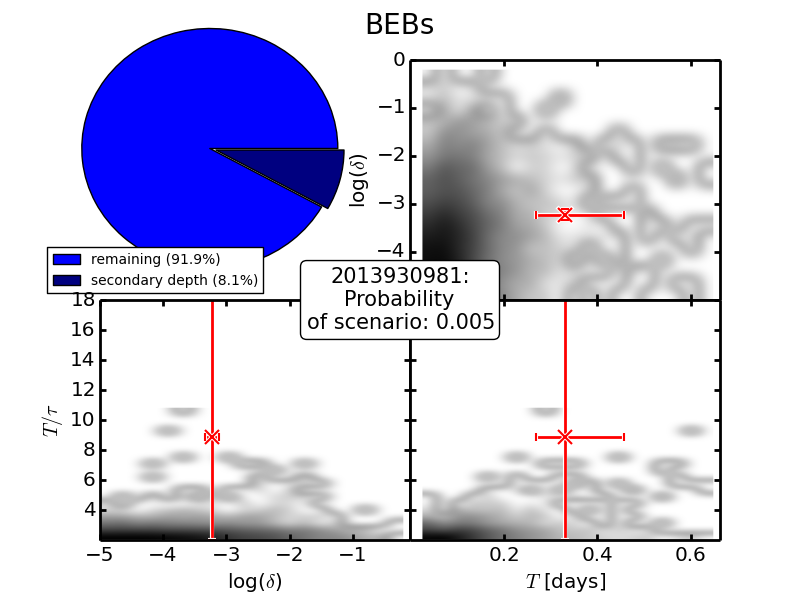 BEBs
0
−1
−2
−3
−4
log(δ)
remaining (91.9%)
secondary depth (8.1%)
2013930981:
Probability
of scenario: 0.005
18
16
14
12
10
8
6
4
T/τ
−5 −4 −3 −2 −1
0.2 0.4 0.6
log(δ)
T [days]